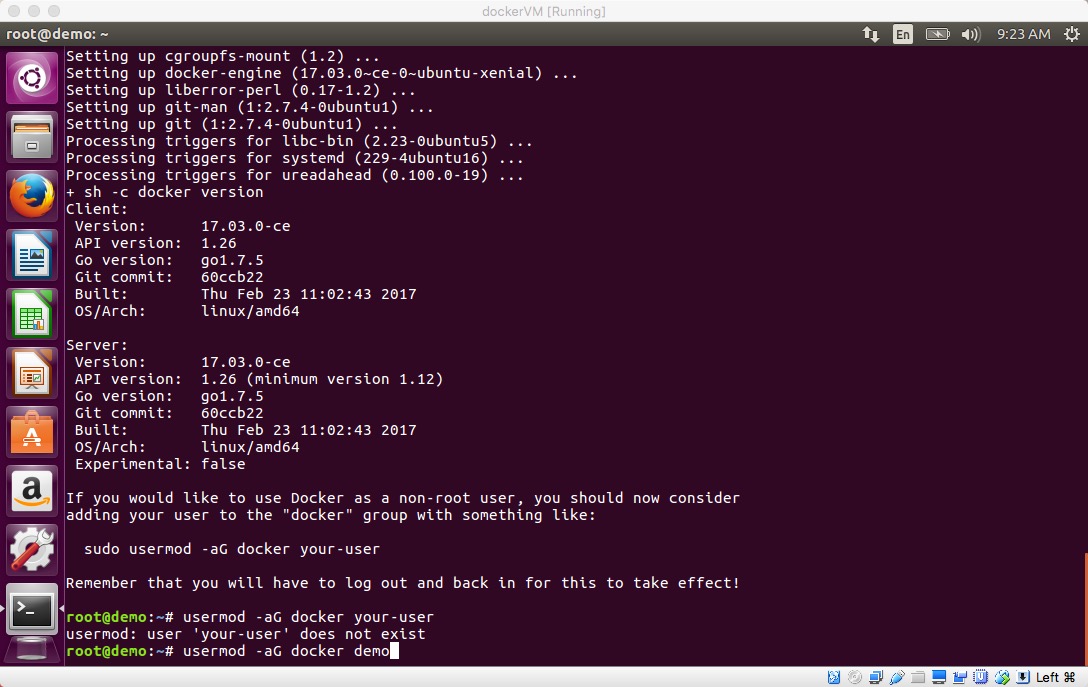 dockerVM [Running]
root@demo: ~
En
9:23 AM
Setting up cgroupfs-mount (1.2) ...
Setting up docker-engine (17.03.0~ce-0~ubuntu-xenial) ...
Setting up liberror-perl (0.17-1.2) ...
Setting up git-man (1:2.7.4-0ubuntu1) ...
Setting up git (1:2.7.4-0ubuntu1) ...
Processing triggers for libc-bin (2.23-0ubuntu5) ...
Processing triggers for systemd (229-4ubuntu16) ...
Processing triggers for ureadahead (0.100.0-19) ...
+ sh -c docker version
Client:
 Version:      17.03.0-ce
 API version:  1.26
 Go version:   go1.7.5
 Git commit:   60ccb22
 Built:        Thu Feb 23 11:02:43 2017
 OS/Arch:      linux/amd64
Server:
 Version:      17.03.0-ce
 API version:  1.26 (minimum version 1.12)
 Go version:   go1.7.5
 Git commit:   60ccb22
 Built:        Thu Feb 23 11:02:43 2017
 OS/Arch:      linux/amd64
 Experimental: false
If you would like to use Docker as a non-root user, you should now consider
adding your user to the "docker" group with something like:
  sudo usermod -aG docker your-user
Remember that you will have to log out and back in for this to take effect!
root@demo:~# usermod -aG docker your-user
usermod: user 'your-user' does not exist
root@demo:~# usermod -aG docker demo
Left ⌘